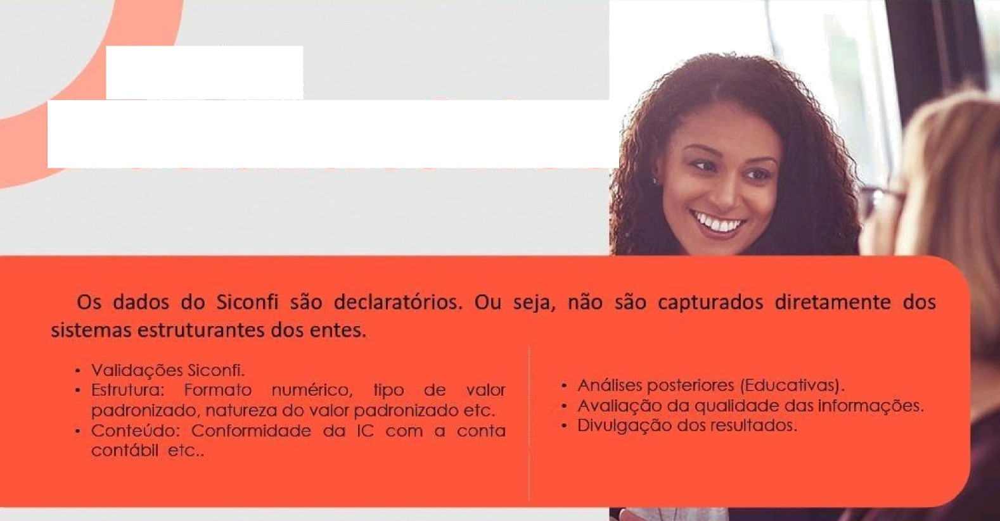 Os dados do Siconfi são declaratórios. Ou seja, não são capturados diretamente dos
sistemas estruturantes dos entes.
• Validações Siconfi.
• Estrutura: Formato numérico, tipo de valor
padronizado, natureza do valor padronizado etc.
• Conteúdo: Conformidade da IC com a conta
contábil etc..
• Análises posteriores (Educativas).
• Avaliação da qualidade das informações.
• Divulgação dos resultados.